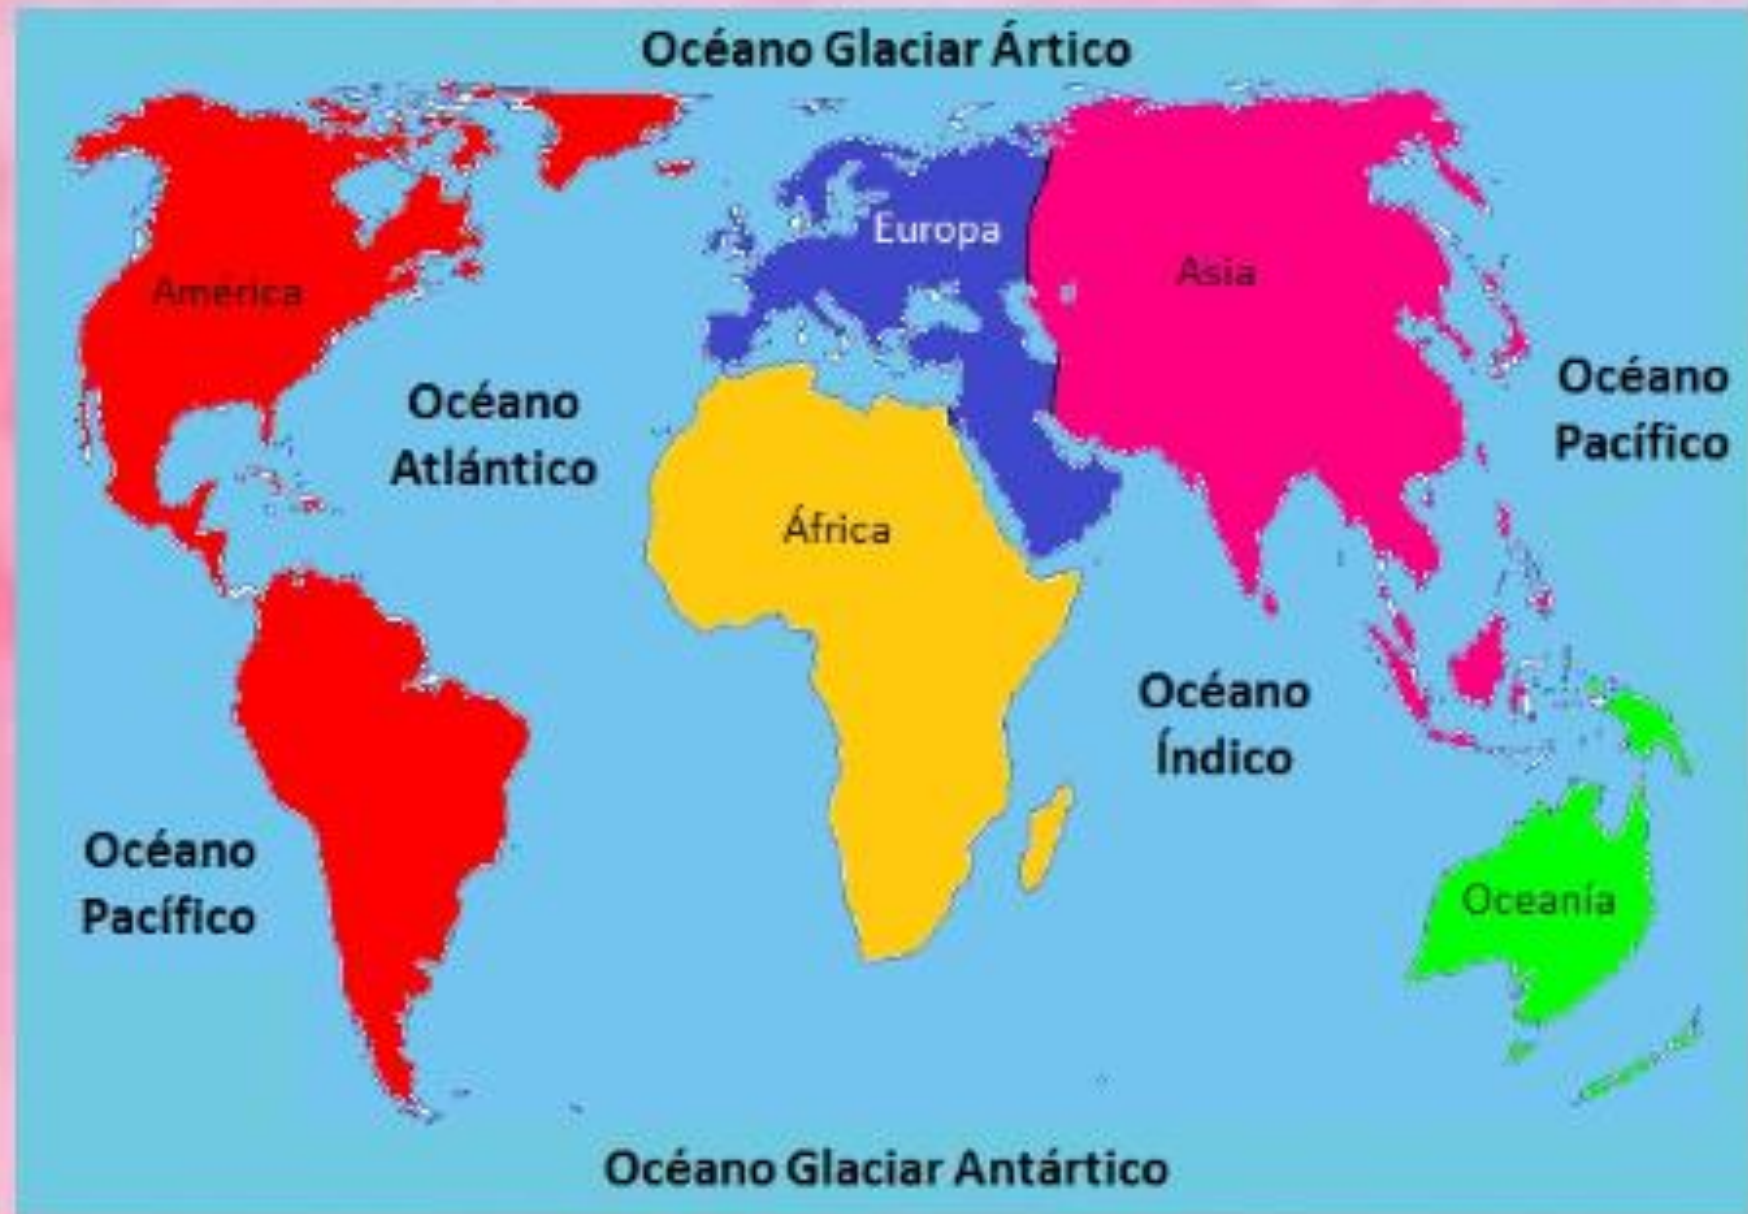 Océano Glaciar Ártico
Europa
Asia
América
Océano
Pacífico
Océano
Atlántico
África
Océano
Índico
Océano
Pacífico
Oceanía
Océano Glaciar Antártico